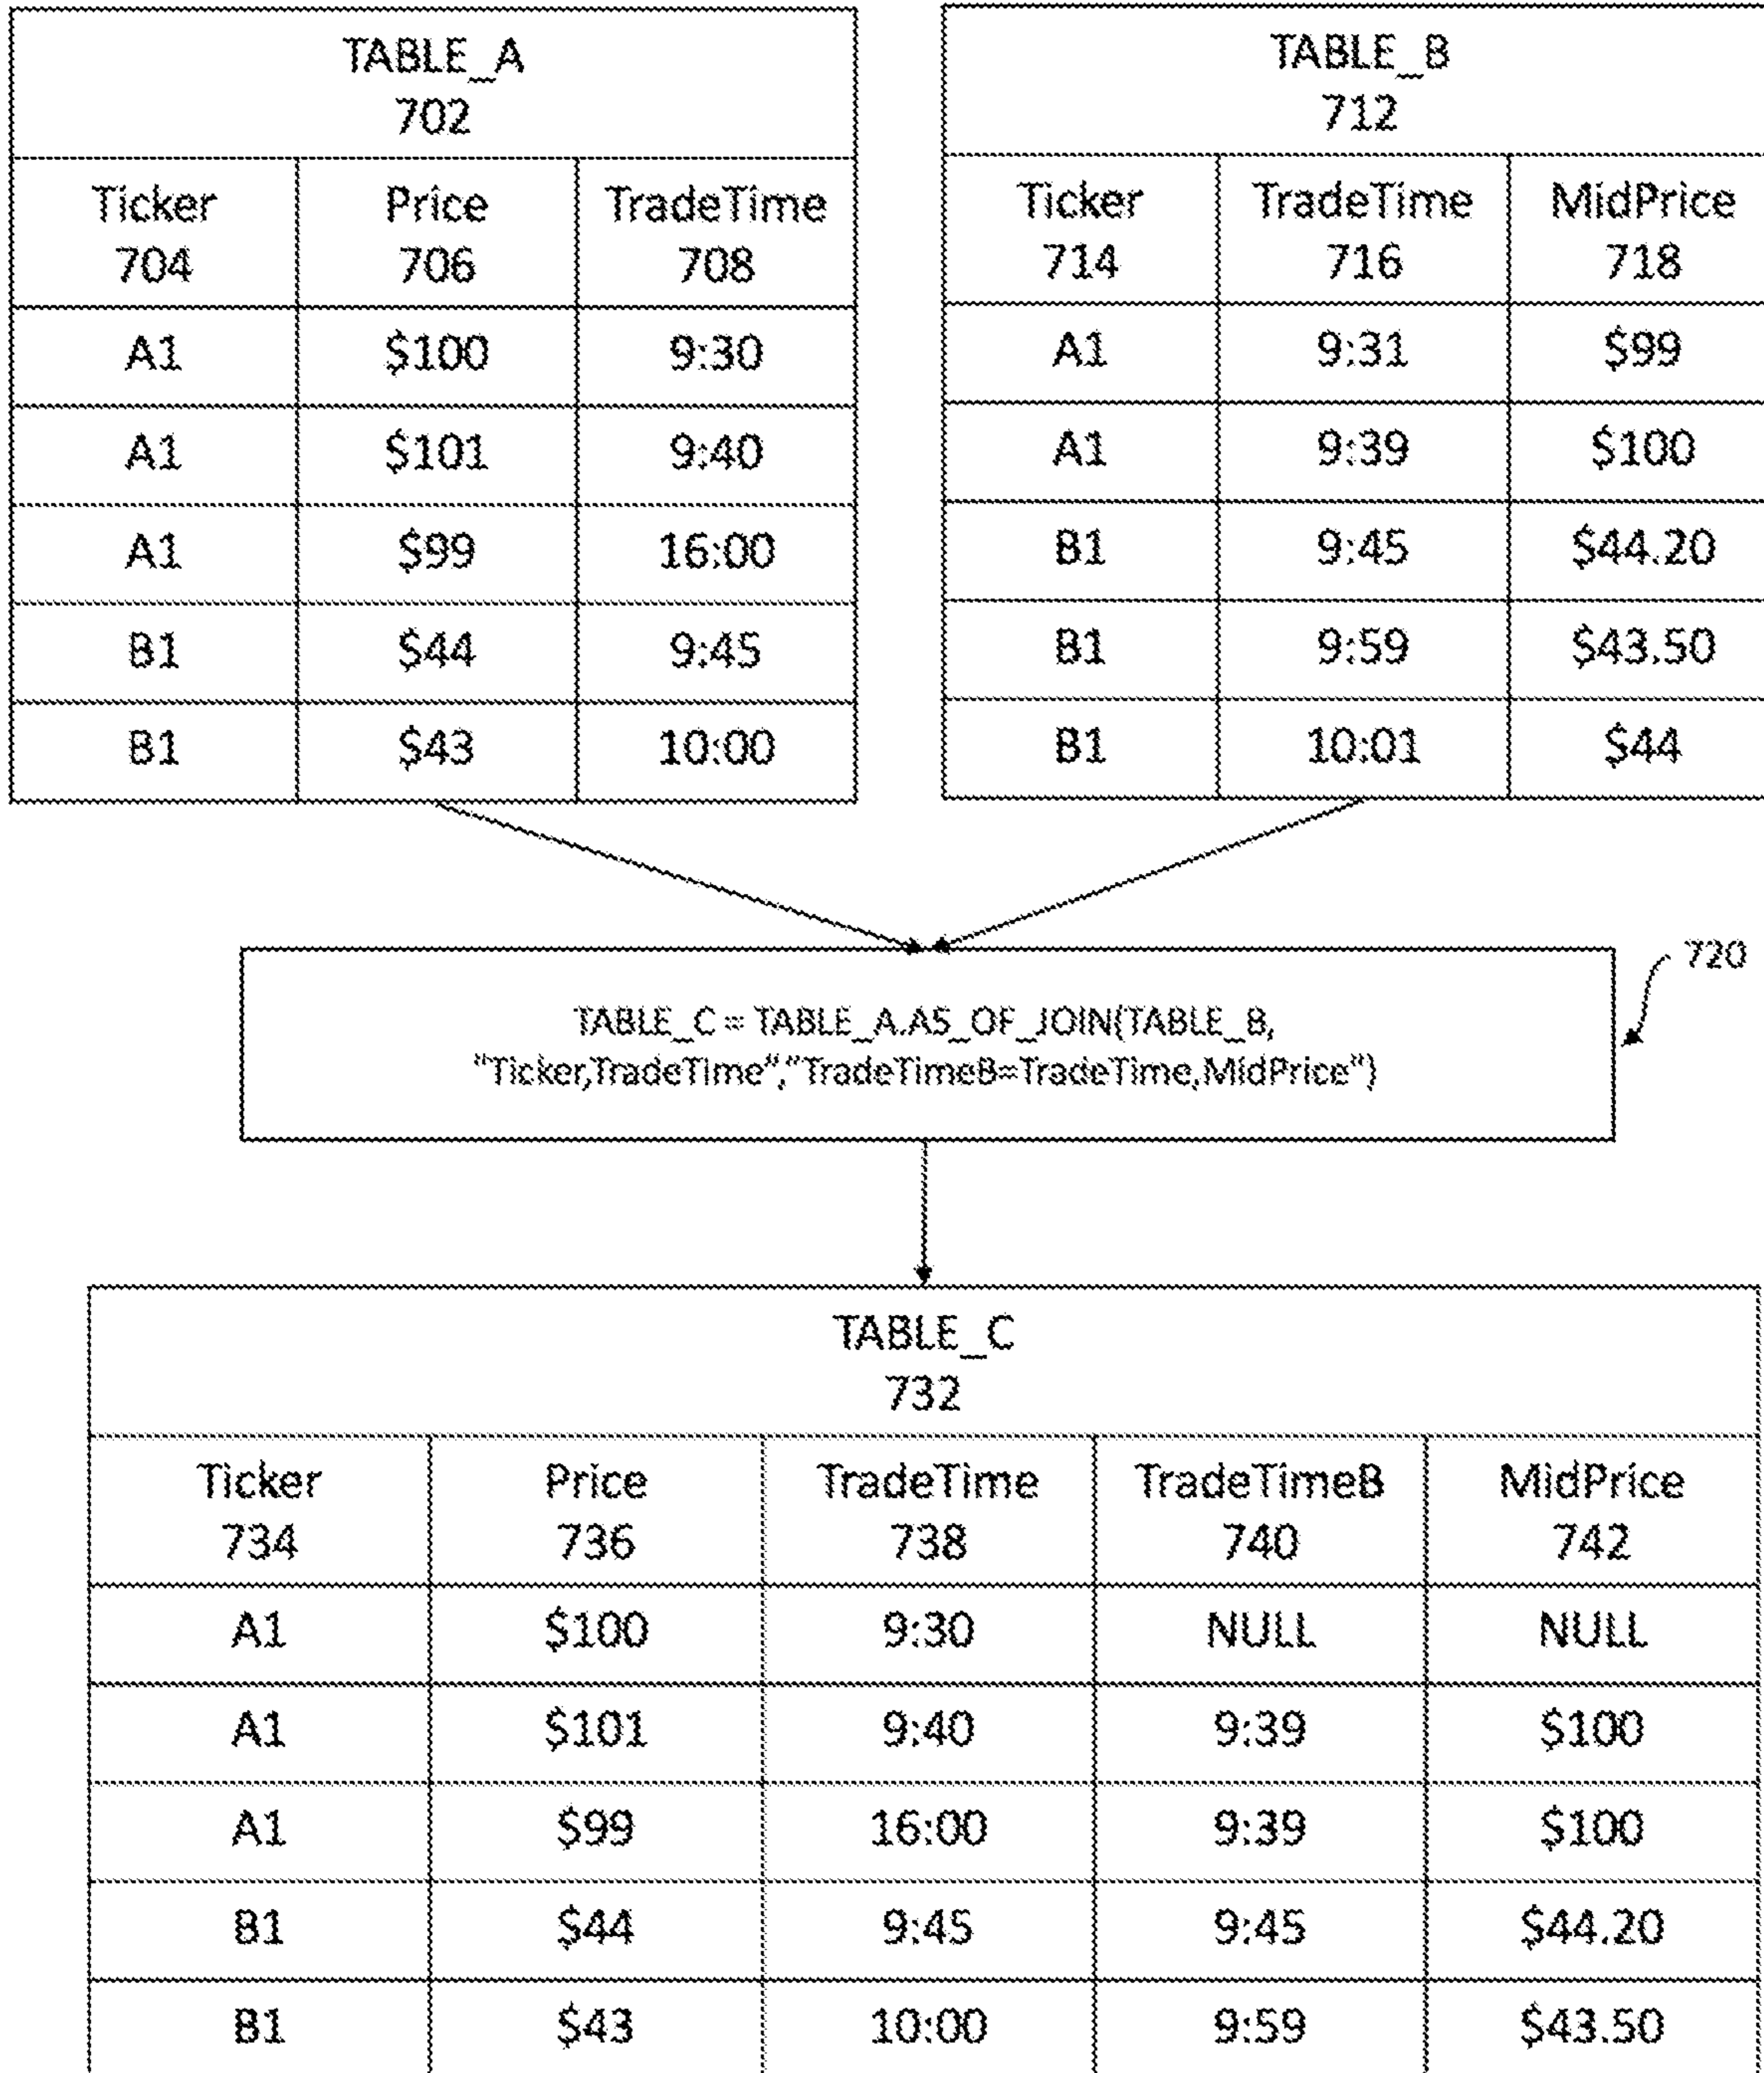 TABLE_A
702
Ticker Price TradeTime
704 706 708
A1 $100 9:30
A1 $101 9:40
A1 $99 16:00
B1 $44 9:45
B1 $43 10:00
TABLE_B
712
Ticker TradeTime MidPrice
714 716 718
A1 9:31 $99
A1 9:39 $100
B1 9:45 $44.20
B1 9:59 $43.50
B1 10:01 $44
720
TABLE_C = TABLE_A.AS_OF_JOIN(TABLE_B,
"Ticker,TradeTime","TradeTimeB=TradeTime,MidPrice")
TABLE_C
732
Ticker Price TradeTime TradeTimeB MidPrice
734 736 738 740 742
A1 $100 9:30 NULL NULL
A1 $101 9:40 9:39 $100
A1 $99 16:00 9:39 $100
B1 $44 9:45 9:45 $44.20
B1 $43 10:00 9:59 $43.50